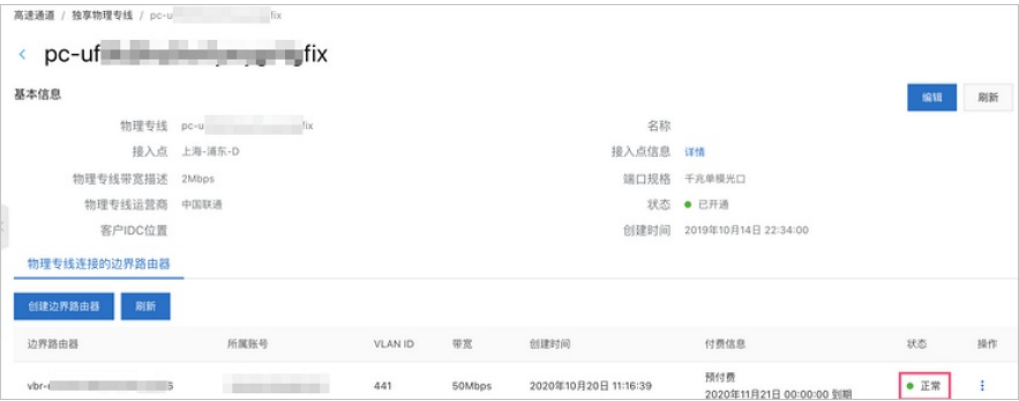 高速通道 / 独享物理专线 / pc-u fix
pc-uf fix
基本信息
编辑 刷新
物理专线 pc-u fix 名称
接入点 上海-浦东-D 接入点信息 详情
物理专线带宽描述 2Mbps 端口规格 千兆单模光口
物理专线运营商 中国联通 状态 已开通
客户IDC位置 创建时间 2019年10月14日 22:34:00
物理专线连接的边界路由器
创建边界路由器 刷新
边界路由器 所属账号 VLAN ID 带宽 创建时间 付费信息 状态 操作
预付费
vbr- 441 50Mbps 2020年10月20日 11:16:39 正常
2020年11月21日 00:00:00 到期